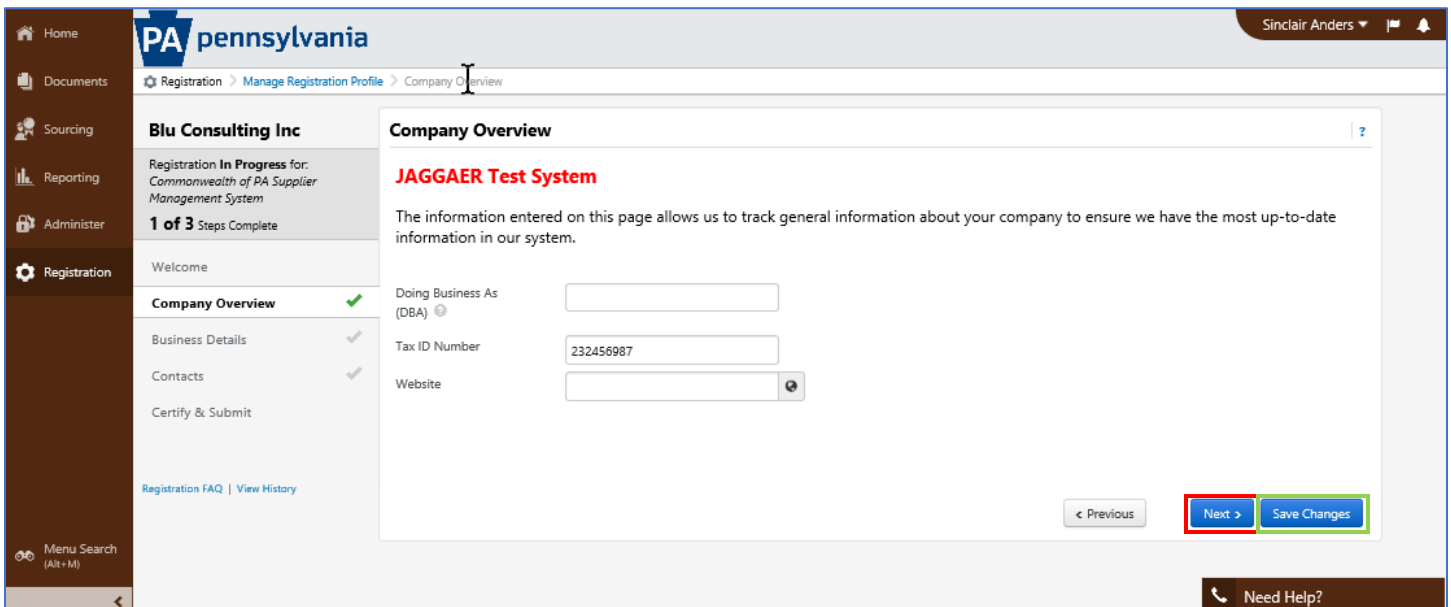 Home
Documents
Sourcing
Reporting
Administer
Registration
Menu Search
(Alt+M)
PA pennsylvania
Sinclair Anders
Registration > Manage Registration Profile > Company Overview
Blu Consulting Inc
Registration In Progress for:
Commonwealth of PA Supplier
Management System
1 of 3 Steps Complete
Welcome
Company Overview
Business Details
Contacts
Certify & Submit
Registration FAQ | View History
Company Overview
?
JAGGAER Test System
The information entered on this page allows us to track general information about your company to ensure we have the most up-to-date
information in our system.
Doing Business As
(DBA) ?
Tax ID Number 232456987
Website
< Previous Next > Save Changes
Need Help?